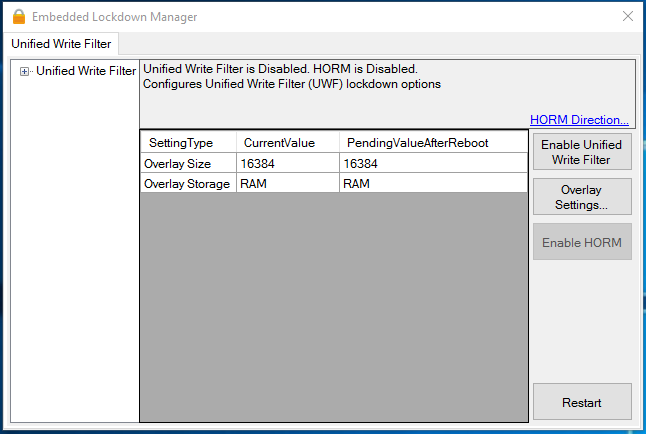 Embedded Lockdown Manager
Unified Write Filter
Unified Write Filter
Unified Write Filter is Disabled. HORM is Disabled.
Configures Unified Write Filter (UWF) lockdown options
HORM Direction...
SettingType CurrentValue PendingValueAfterReboot
Overlay Size 16384 16384
Overlay Storage RAM RAM
Enable Unified
Write Filter
Overlay
Settings...
Enable HORM
Restart